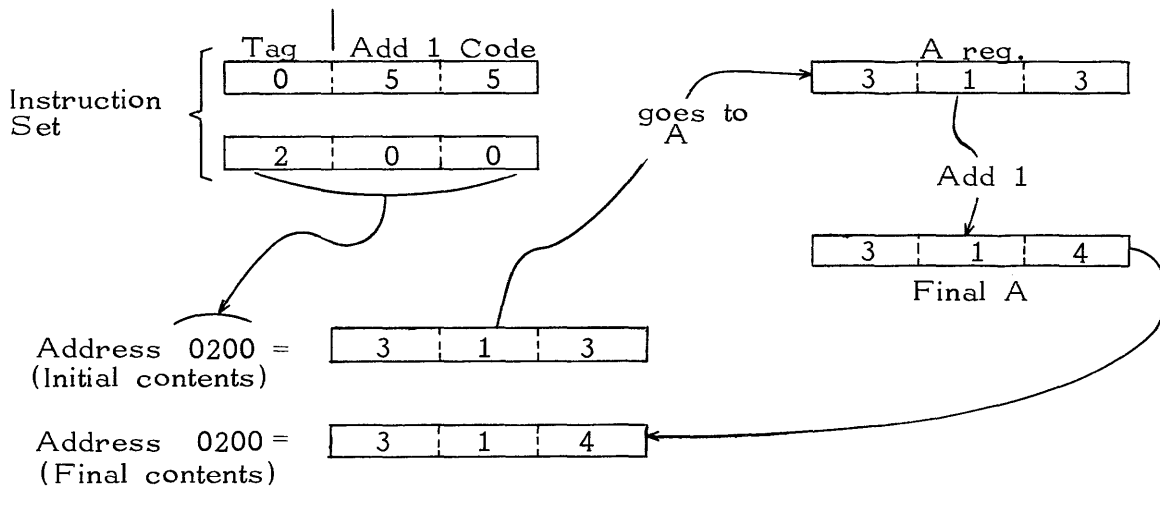 Tag Add 1 Code
0 5 5
Instruction
Set
2 0 0
goes to
A
A reg.
3 1 3
Add 1
3 1 4
Final A
Address 0200 =
3 1 3
(Initial contents)
Address 0200 =
3 1 4
(Final contents)